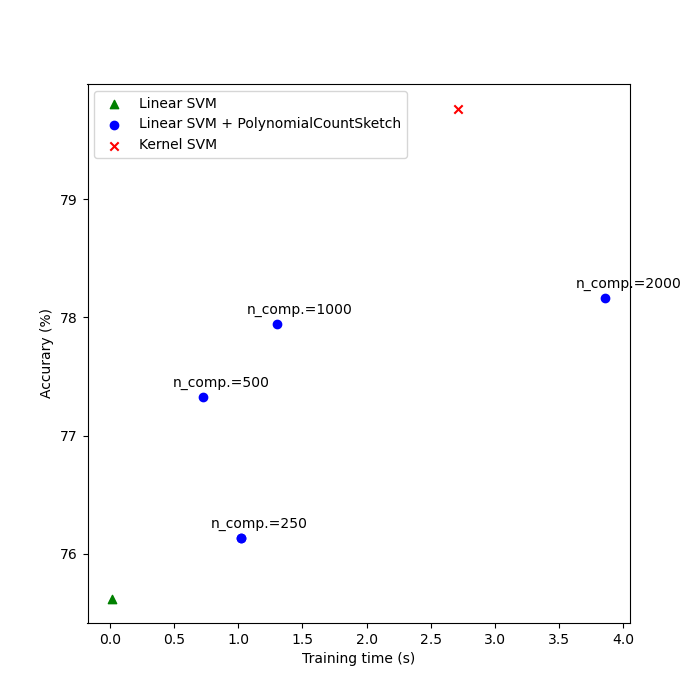 Linear SVM
Linear SVM + PolynomialCountSketch
Kernel SVM
79
n_comp.=2000
n_comp.=1000
78
Accurary (%)
n_comp.=500
77
n_comp.=250
76
0.0 0.5 1.0 1.5 2.0 2.5 3.0 3.5 4.0
Training time (s)